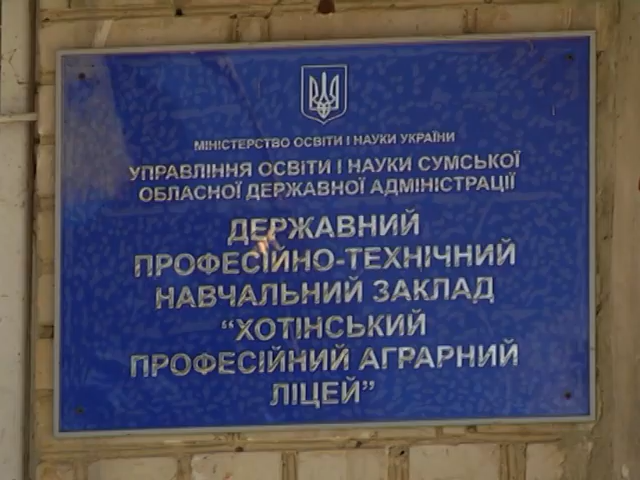 МІНІСТЕРСТВО ОСВІТИ І НАУКИ УКРАЇНИ
УПРАВЛІННЯ ОСВІТИ І НАУКИ СУМСЬКОЇ
ОБЛАСНОЇ ДЕРЖАВНОЇ АДМІНІСТРАЦІЇ
ДЕРЖАВНИЙ
ПРОФЕСІЙНО-ТЕХНІЧНИЙ
НАВЧАЛЬНИЙ ЗАКЛАД
“ХОТІНСЬКИЙ
ПРОФЕСІЙНИЙ АГРАРНИЙ
ЛІЦЕЙ”